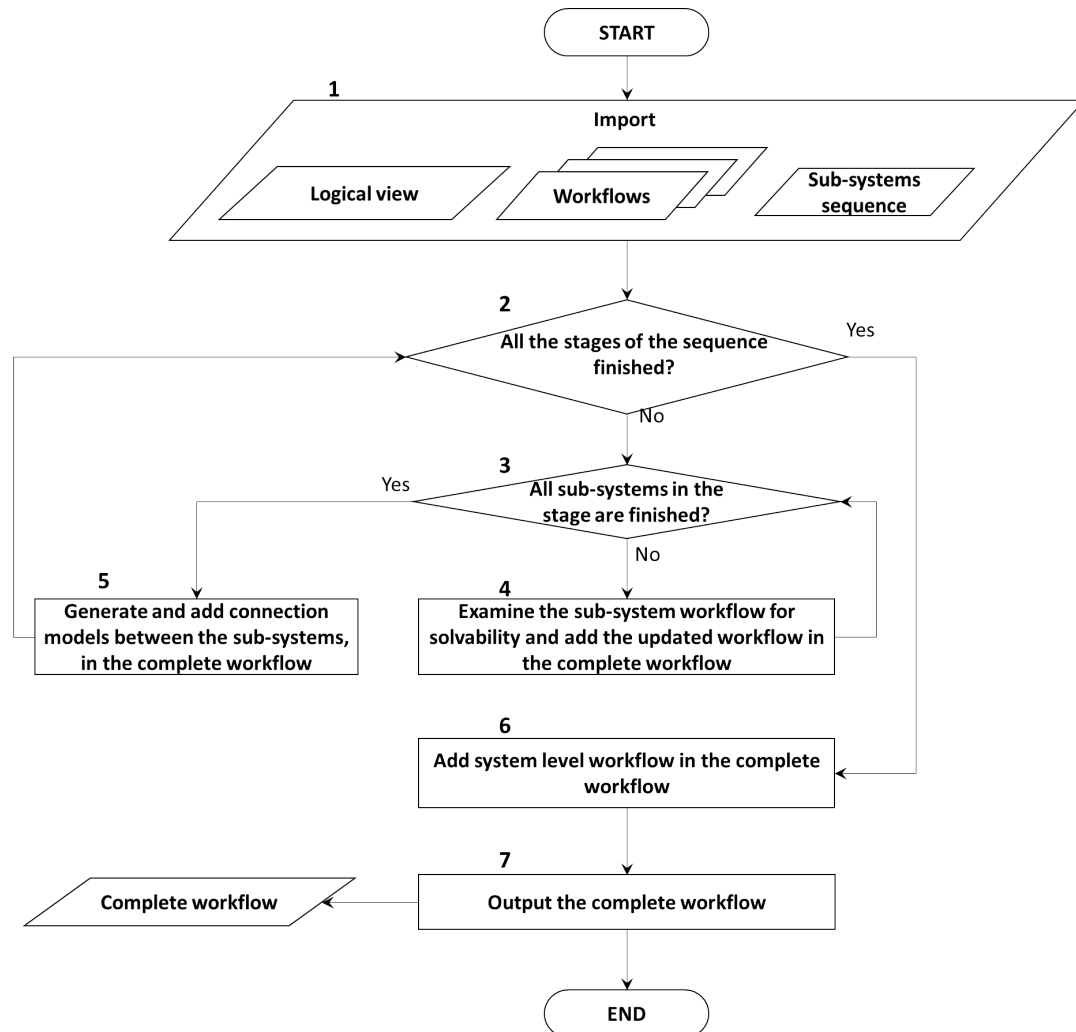 START
1
Import
Logical view
Workflows
Sub-systems
sequence
2
All the stages of the sequence
finished?
Yes
No
3
Yes
All sub-systems in the
stage are finished?
No
5
Generate and add connection
models between the sub-systems,
in the complete workflow
4
Examine the sub-system workflow for
solvability and add the updated workflow in
the complete workflow
6
Add system level workflow in the complete
workflow
7
Output the complete workflow
Complete workflow
END